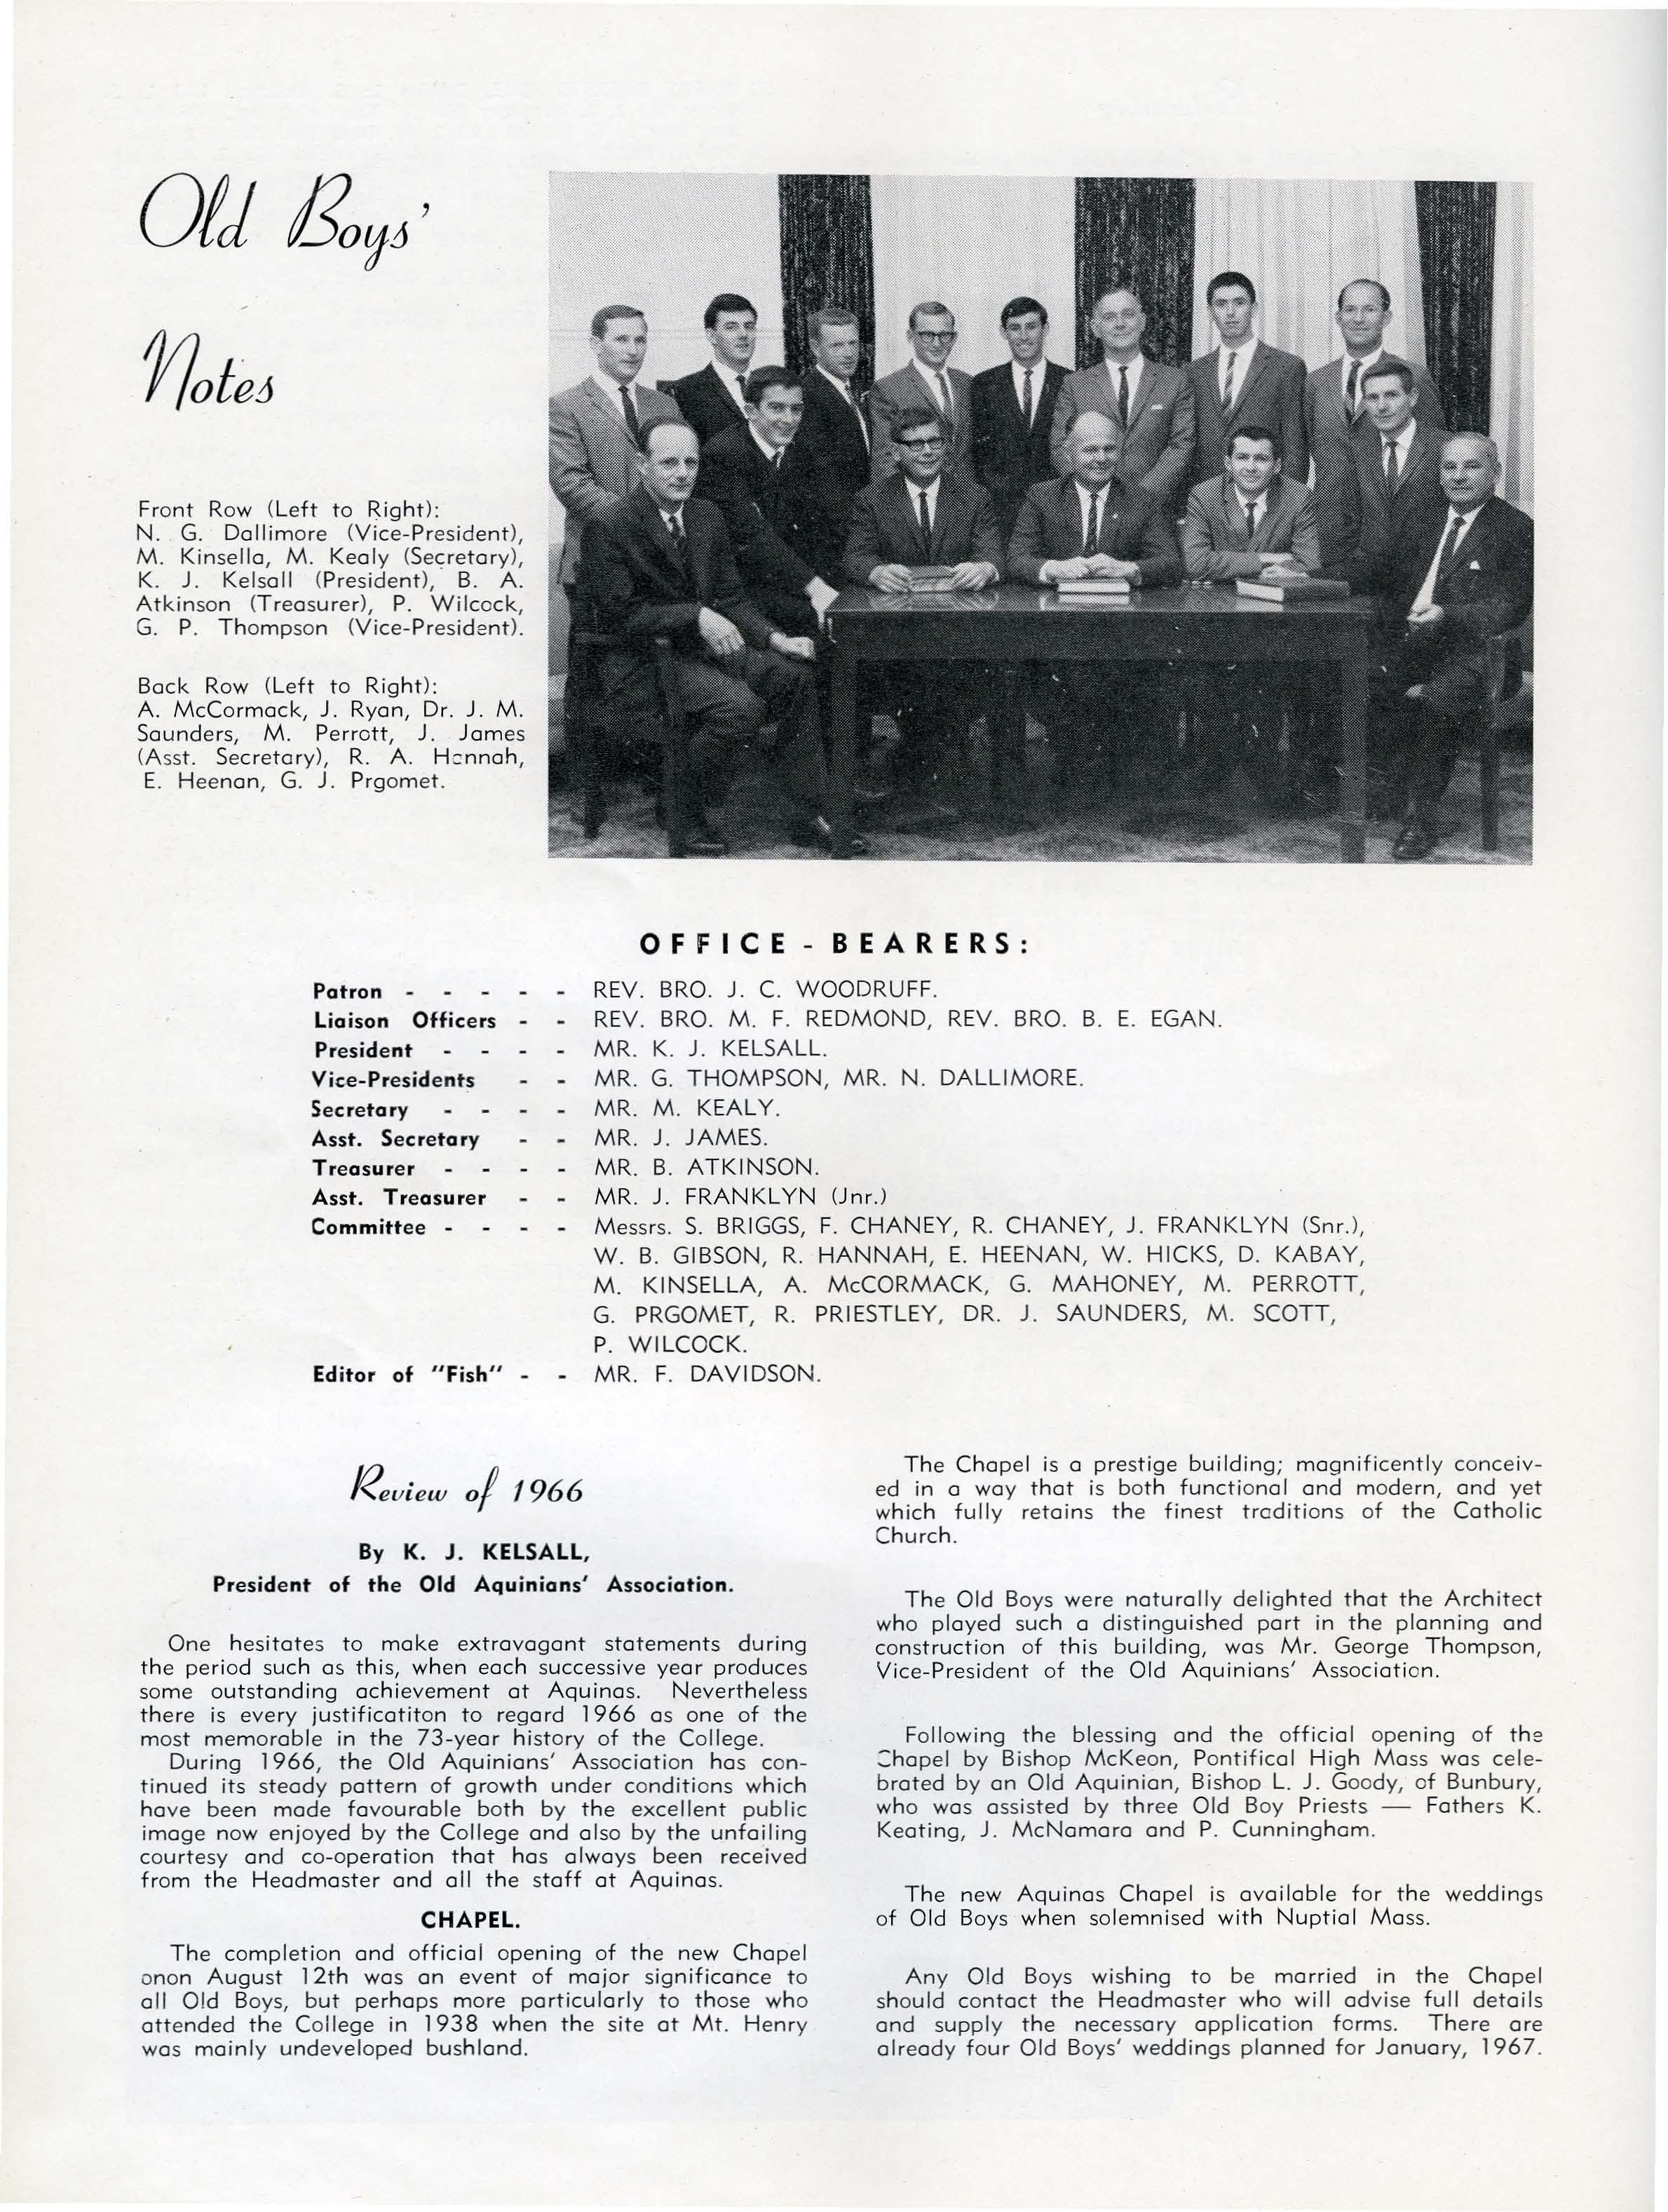 Old Boys'
Notes
Front Row (Left to Right):
N. G. Dallimore (Vice-President),
M. Kinsella, M. Kealy (Secretary),
K. J. Kelsall (President), B. A.
Atkinson (Treasurer), P. Wilcock,
G. P. Thompson (Vice-President).
Back Row (Left to Right):
A. McCormack, J. Ryan, Dr. J. M.
Saunders, M. Perrott, J. James
(Asst. Secretary), R. A. Hannah,
E. Heenan, G. J. Prgomet.
OFFICE - BEARERS:
Patron - - - - - REV. BRO. J. C. WOODRUFF.
Liaison Officers - - REV. BRO. M. F. REDMOND, REV. BRO. B. E. EGAN.
President - - - - MR. K. J. KELSALL.
Vice-Presidents - - MR. G. THOMPSON, MR. N. DALLIMORE.
Secretary - - - - MR. M. KEALY.
Asst. Secretary - - MR. J. JAMES.
Treasurer - - - - MR. B. ATKINSON.
Asst. Treasurer - - MR. J. FRANKLYN (Jnr.)
Committee - - - - Messrs. S. BRIGGS, F. CHANEY, R. CHANEY, J. FRANKLYN (Snr.),
W. B. GIBSON, R. HANNAH, E. HEENAN, W. HICKS, D. KABAY,
M. KINSELLA, A. McCORMACK, G. MAHONEY, M. PERROTT,
G. PRGOMET, R. PRIESTLEY, DR. J. SAUNDERS, M. SCOTT,
P. WILCOCK.
Editor of "Fish" - - MR. F. DAVIDSON.
Review of 1966
By K. J. KELSALL,
President of the Old Aquinians' Association.
One hesitates to make extravagant statements during
the period such as this, when each successive year produces
some outstanding achievement at Aquinas. Nevertheless
there is every justificatiton to regard 1966 as one of the
most memorable in the 73-year history of the College.
During 1966, the Old Aquinians' Association has con-
tinued its steady pattern of growth under conditions which
have been made favourable both by the excellent public
image now enjoyed by the College and also by the unfailing
courtesy and co-operation that has always been received
from the Headmaster and all the staff at Aquinas.
CHAPEL.
The completion and official opening of the new Chapel
onon August 12th was an event of major significance to
all Old Boys, but perhaps more particularly to those who
attended the College in 1938 when the site at Mt. Henry
was mainly undeveloped bushland.
The Chapel is a prestige building; magnificently conceiv-
ed in a way that is both functional and modern, and yet
which fully retains the finest traditions of the Catholic
Church.
The Old Boys were naturally delighted that the Architect
who played such a distinguished part in the planning and
construction of this building, was Mr. George Thompson,
Vice-President of the Old Aquinians' Association.
Following the blessing and the official opening of the
Chapel by Bishop McKeon, Pontifical High Mass was cele-
brated by an Old Aquinian, Bishop L. J. Goody, of Bunbury,
who was assisted by three Old Boy Priests — Fathers K.
Keating, J. McNamara and P. Cunningham.
The new Aquinas Chapel is available for the weddings
of Old Boys when solemnised with Nuptial Mass.
Any Old Boys wishing to be married in the Chapel
should contact the Headmaster who will advise full details
and supply the necessary application forms. There are
already four Old Boys' weddings planned for January, 1967.